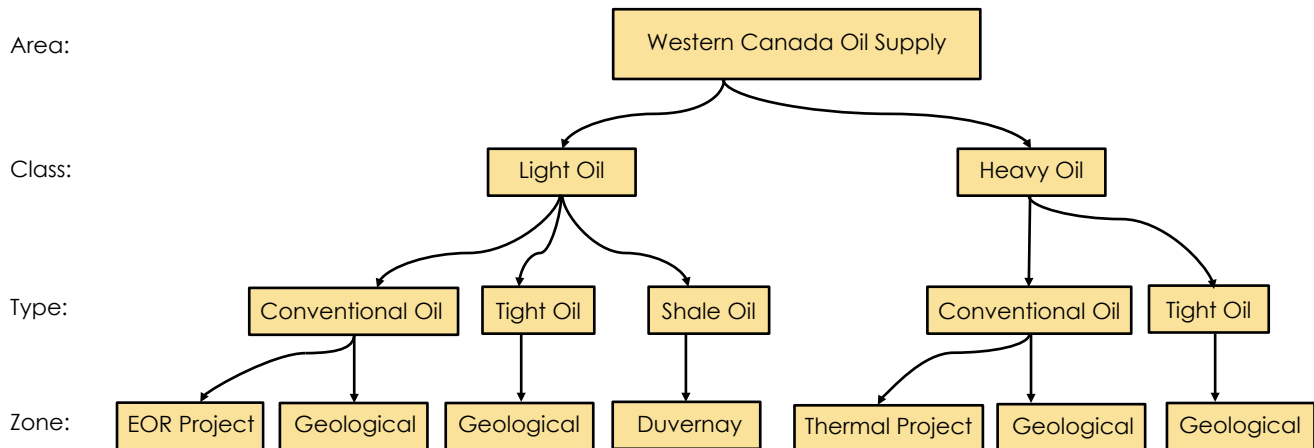 Area:
Western Canada Oil Supply
Class:
Light Oil
Heavy Oil
Type:
Conventional Oil
Tight Oil
Shale Oil
Conventional Oil
Tight Oil
Zone:
EOR Project
Geological
Geological
Duvernay
Thermal Project
Geological
Geological